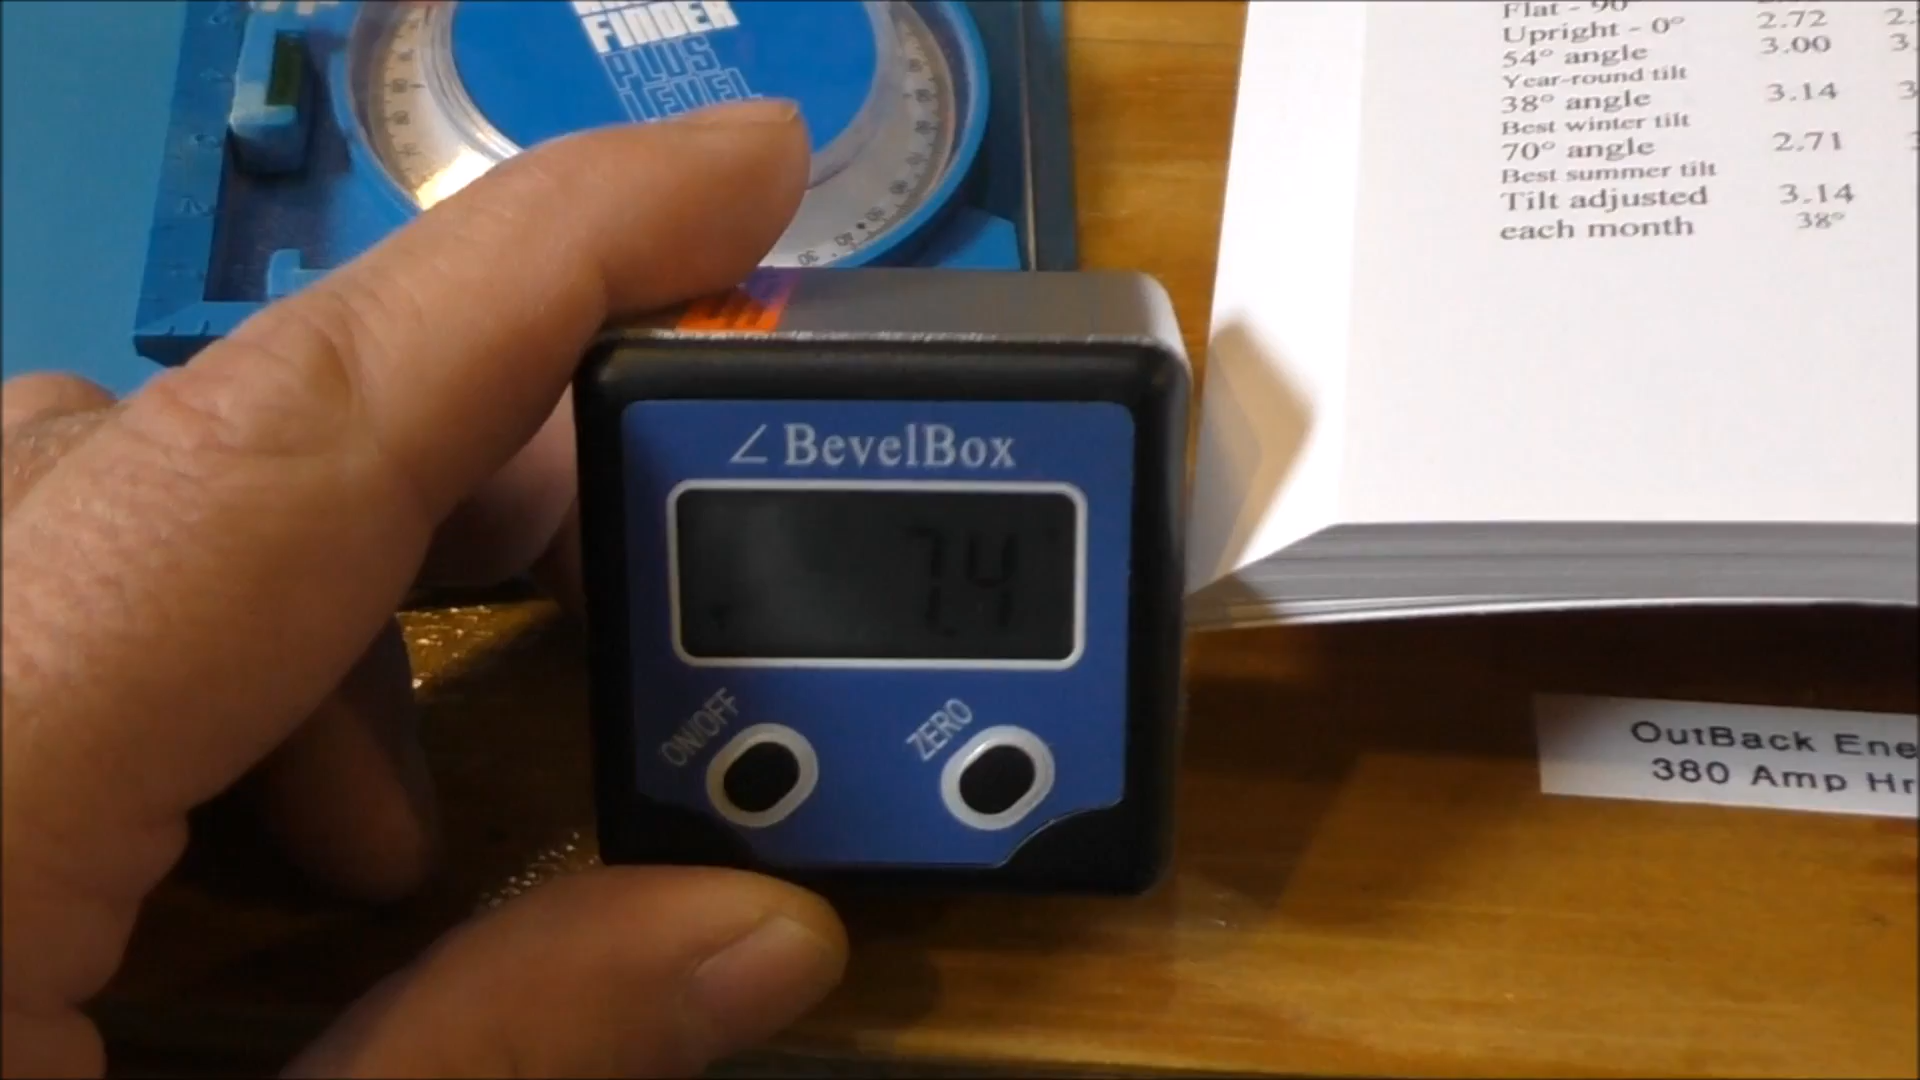 FINDER
PLUS
LEVEL
Flat - 90°
Upright - 0° 2.72
54° angle 3.00
Year-round tilt
38° angle 3.14
Best winter tilt
70° angle 2.71
Best summer tilt
Tilt adjusted 3.14
each month 38°
∠ BevelBox
7.4
ON/OFF
ZERO
OutBack Ene
380 Amp Hr